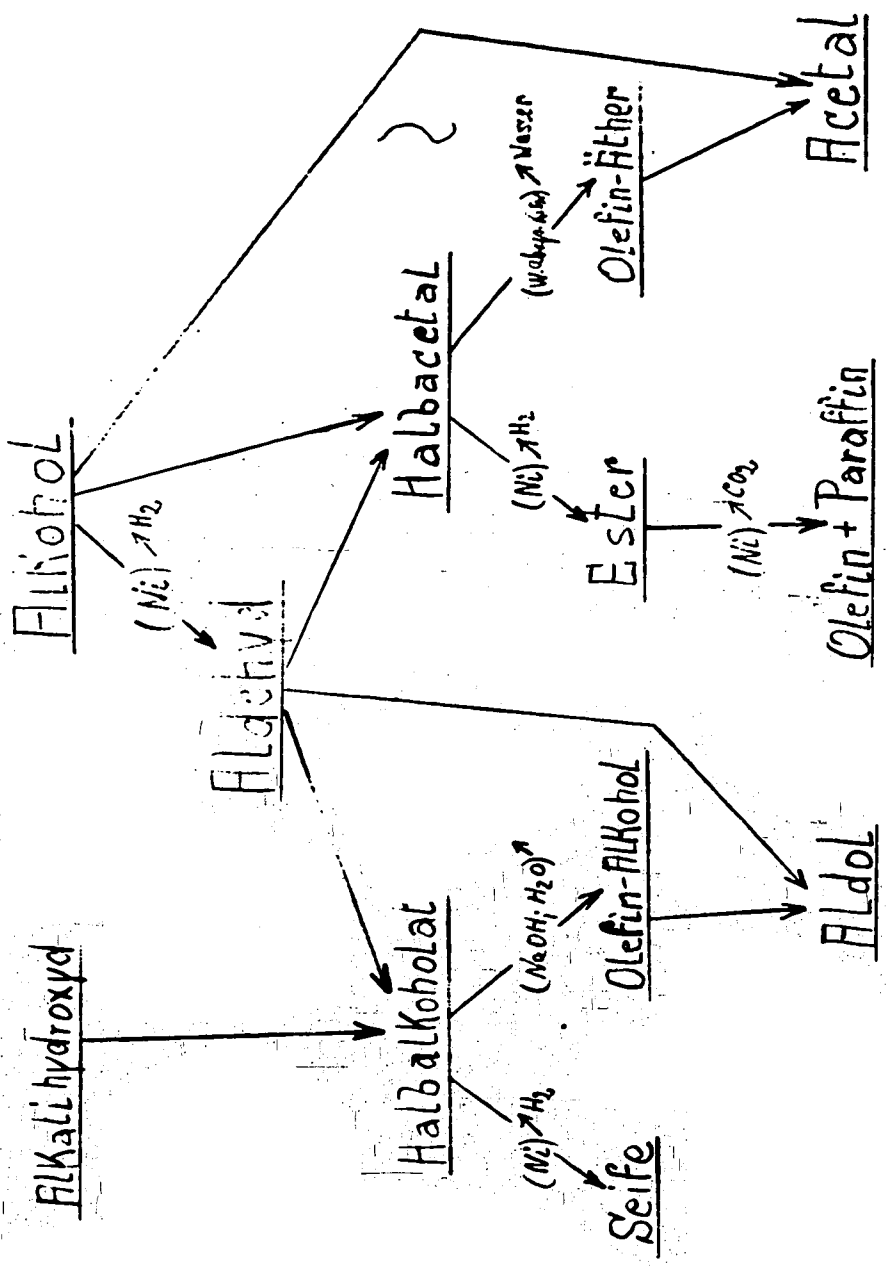 Alkohol
(Ni) ↗H₂
Aldehyd
Alkalihydroxyd
Halbalkoholat
Halbacetal
(Ni)↗H₂
(NaOH; H₂O)↗
(Ni)↗H₂
↗Wasser
Seife
Olefin-Alkohol
Ester
Olefin-Äther
(Ni)↗CO₂
Aldol
Olefin + Paraffin
Acetal